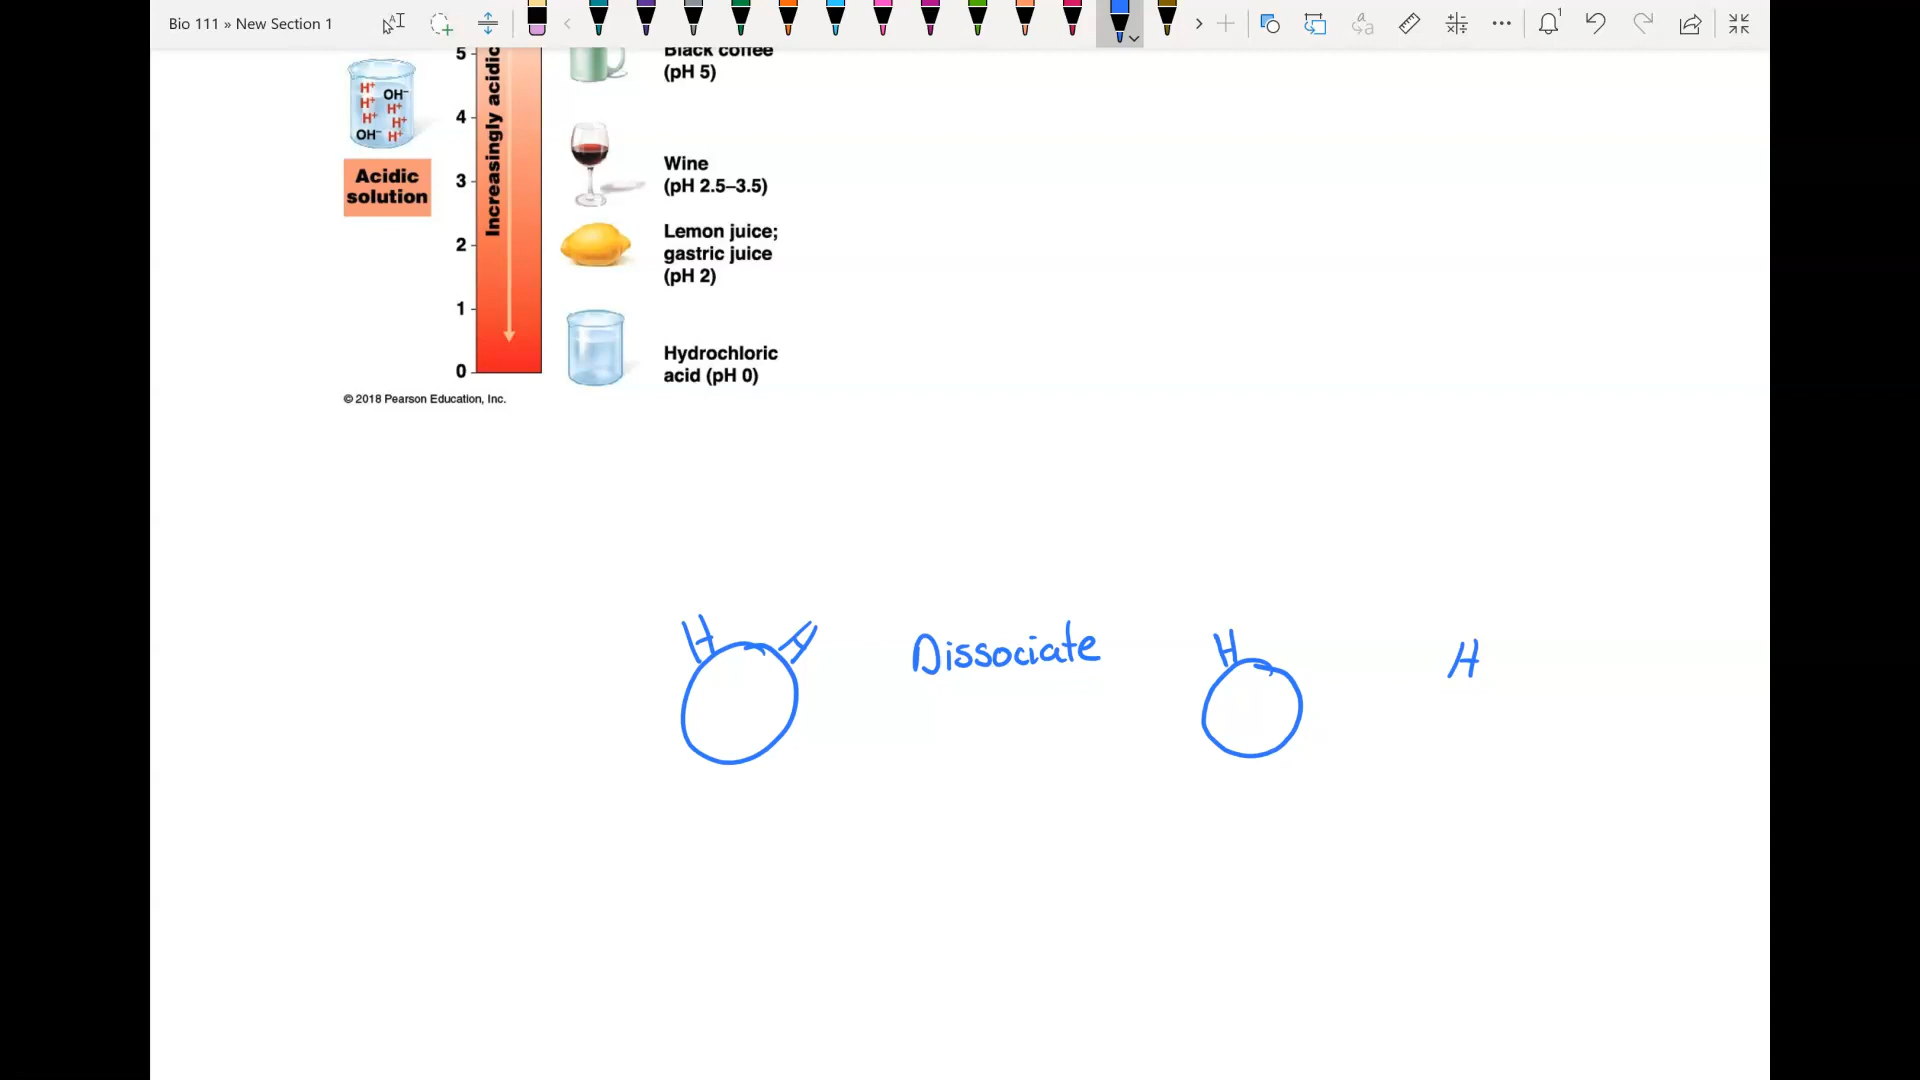 Bio 111 » New Section 1
5
Black coffee
(pH 5)
H+
OH−
H+
H+
H+
H+
OH−
H+
Acidic
solution
Increasingly acidic
4
3
2
1
0
Wine
(pH 2.5–3.5)
Lemon juice;
gastric juice
(pH 2)
Hydrochloric
acid (pH 0)
© 2018 Pearson Education, Inc.
H H Dissociate H H